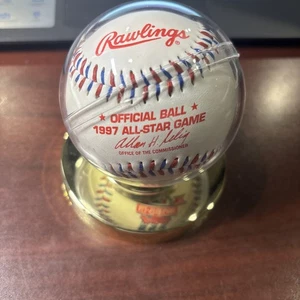 Rawlings®
★ OFFICIAL BALL ★
1997 ALL-STAR GAME
Allan H. Selig
OFFICE OF THE COMMISSIONER